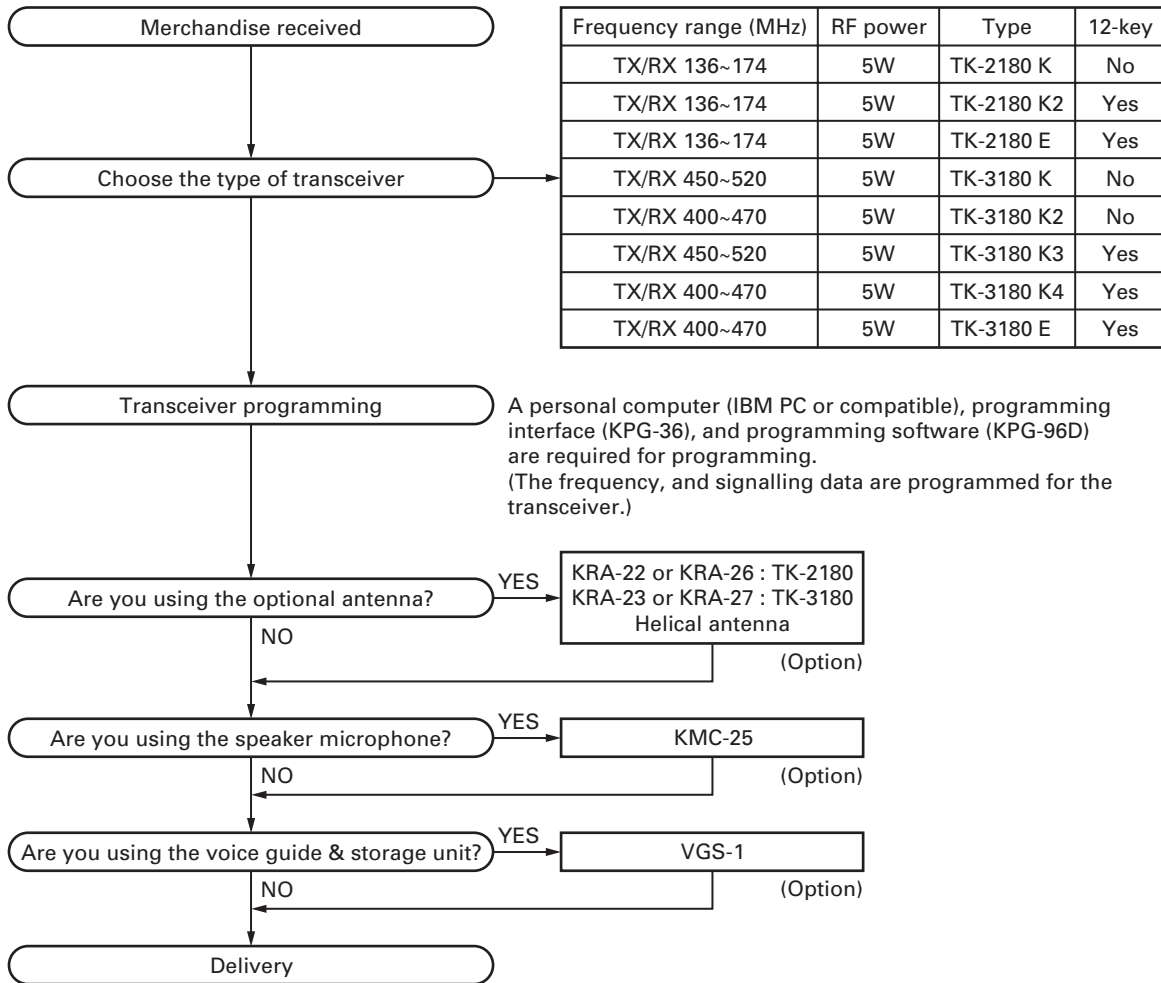 Merchandise received
Choose the type of transceiver
Frequency range (MHz) RF power Type 12-key
TX/RX 136~174 5W TK-2180 K No
TX/RX 136~174 5W TK-2180 K2 Yes
TX/RX 136~174 5W TK-2180 E Yes
TX/RX 450~520 5W TK-3180 K No
TX/RX 400~470 5W TK-3180 K2 No
TX/RX 450~520 5W TK-3180 K3 Yes
TX/RX 400~470 5W TK-3180 K4 Yes
TX/RX 400~470 5W TK-3180 E Yes
Transceiver programming
A personal computer (IBM PC or compatible), programming
interface (KPG-36), and programming software (KPG-96D)
are required for programming.
(The frequency, and signalling data are programmed for the
transceiver.)
Are you using the optional antenna?
YES
KRA-22 or KRA-26 : TK-2180
KRA-23 or KRA-27 : TK-3180
Helical antenna
(Option)
NO
Are you using the speaker microphone?
YES
KMC-25
(Option)
NO
Are you using the voice guide & storage unit?
YES
VGS-1
(Option)
NO
Delivery